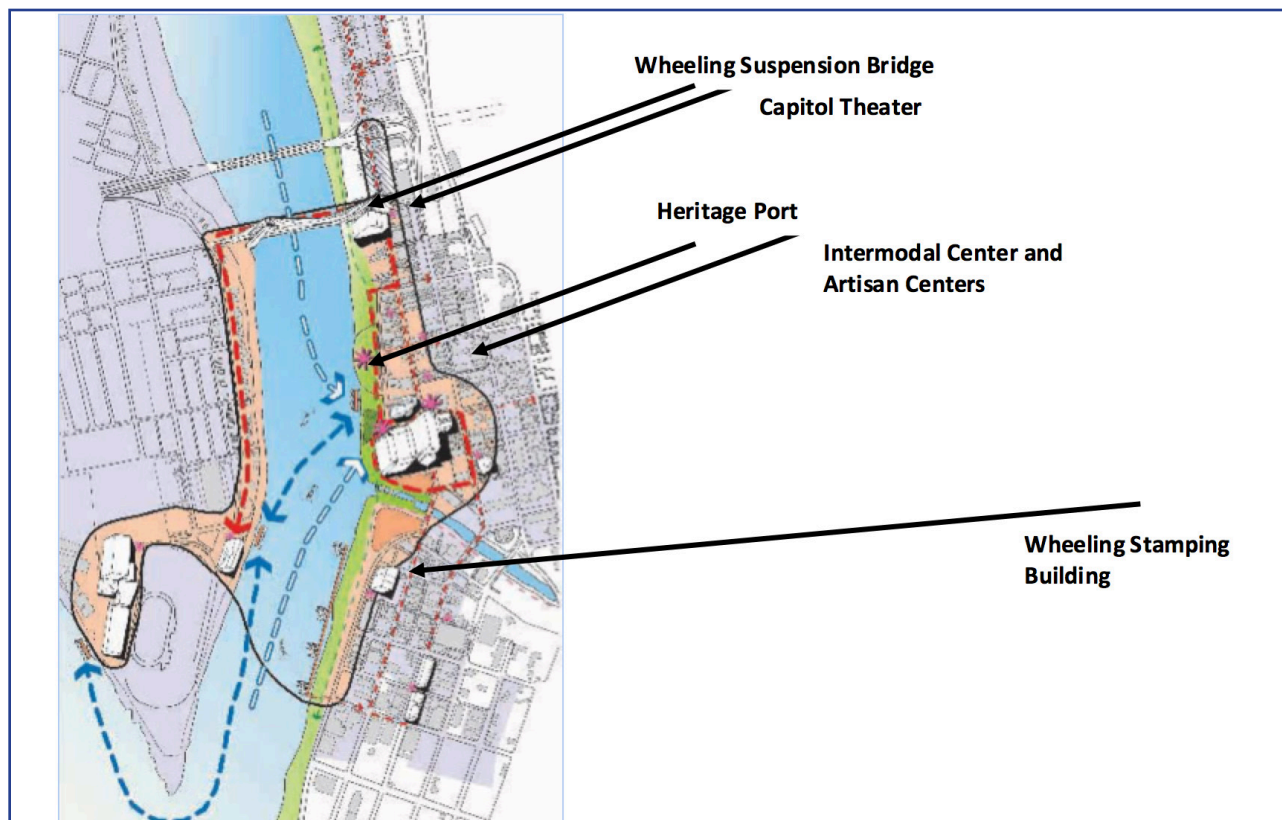 Wheeling Suspension Bridge
Capitol Theater
Heritage Port
Intermodal Center and
Artisan Centers
Wheeling Stamping
Building